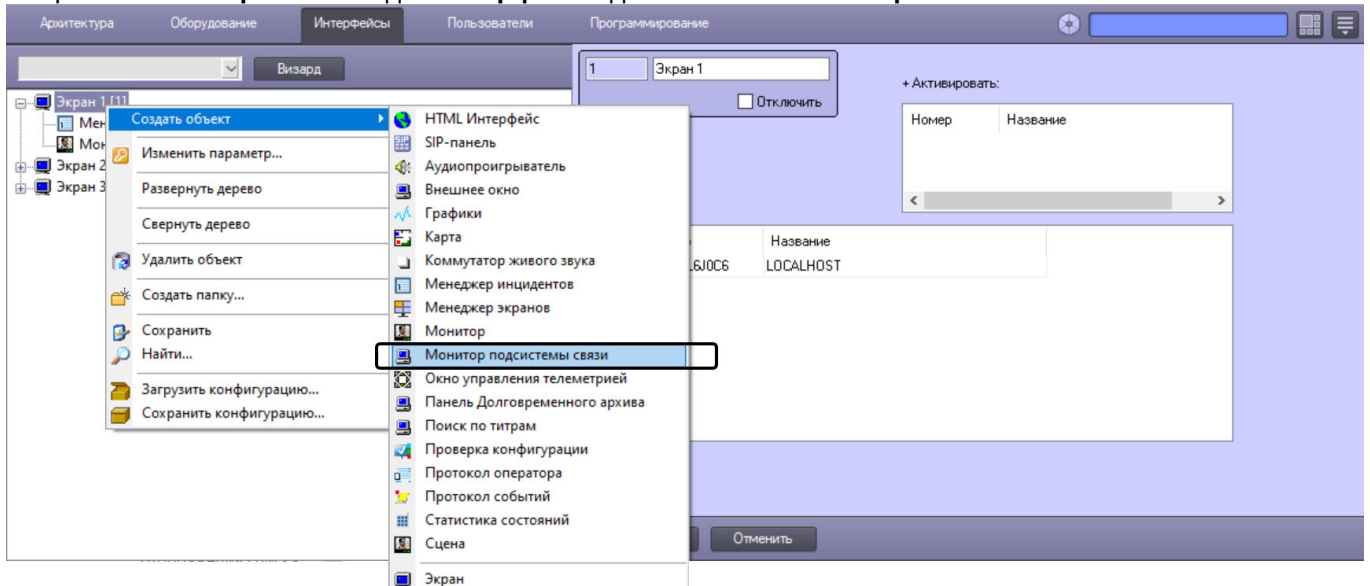 Архитектура Оборудование Интерфейсы Пользователи Программирование
Визард
Экран 1 [1]
Экран 2
Экран 3
Создать объект
Изменить параметр...
Развернуть дерево
Свернуть дерево
Удалить объект
Создать папку...
Сохранить
Найти...
Загрузить конфигурацию...
Сохранить конфигурацию...
HTML Интерфейс
SIP-панель
Аудиопроигрыватель
Внешнее окно
Графики
Карта
Коммутатор живого звука
Менеджер инцидентов
Менеджер экранов
Монитор
Монитор подсистемы связи
Окно управления телеметрией
Панель Долговременного архива
Поиск по титрам
Проверка конфигурации
Протокол оператора
Протокол событий
Статистика состояний
Сцена
Экран
1 Экран 1
Отключить
+ Активировать:
Номер Название
Название
LOCALHOST
Отменить